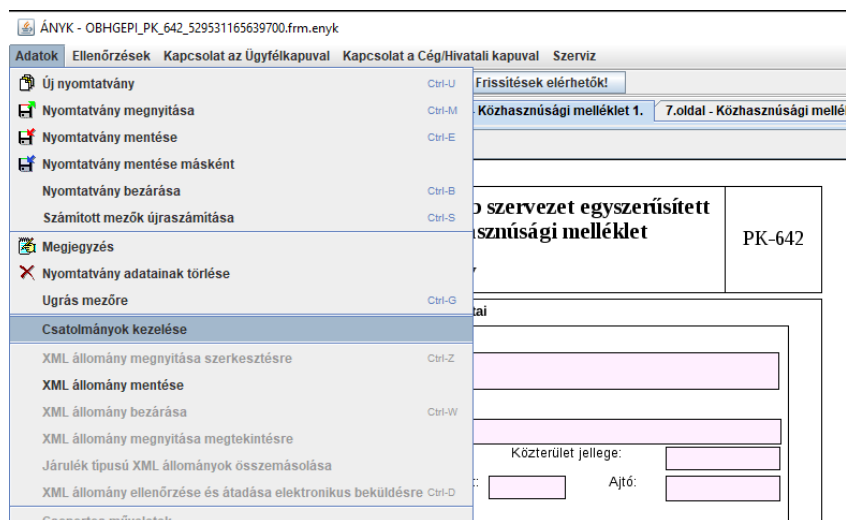 ÁNYK - OBHGEPI_PK_642_529531165639700.frm.enyk
Adatok Ellenőrzések Kapcsolat az Ügyfélkapuval Kapcsolat a Cég/Hivatali kapuval Szerviz
Új nyomtatvány Ctrl-U
Frissítések elérhetők!
Nyomtatvány megnyitása Ctrl-M
Közhasznúsági melléklet 1. 7.oldal - Közhasznúsági mellé
Nyomtatvány mentése Ctrl-E
Nyomtatvány mentése másként
Nyomtatvány bezárása Ctrl-B
Számított mezők újraszámítása Ctrl-S
szervezet egyszerűsített
sznúsági melléklet
PK-642
Megjegyzés
Nyomtatvány adatainak törlése
Ugrás mezőre Ctrl-G
tai
Csatolmányok kezelése
XML állomány megnyitása szerkesztésre Ctrl-Z
XML állomány mentése
XML állomány bezárása Ctrl-W
XML állomány megnyitása megtekintésre
Közterület jellege:
Járulék típusú XML állományok összemásolása
XML állomány ellenőrzése és átadása elektronikus beküldésre Ctrl-D
Ajtó: